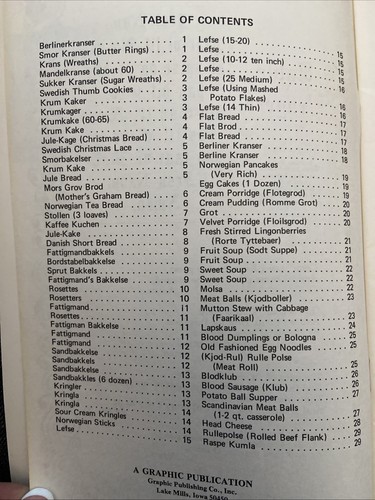 TABLE OF CONTENTS
Berlinerkranser 1
Smor Kranser (Butter Rings) 1
Krans (Wreaths) 2
Mandelkranse (about 60) 2
Sukker Kranser (Sugar Wreaths) 2
Swedish Thumb Cookies 3
Krum Kaker 3
Krumkager 3
Krumkake (60-65) 4
Krum Kake 4
Jule-Kage (Christmas Bread) 4
Swedish Christmas Lace 5
Smorbakelser 5
Krum Kake 5
Jule Bread 5
Mors Grov Brod
(Mother's Graham Bread) 6
Norwegian Tea Bread 6
Stollen (3 loaves) 7
Kaffee Kuchen 7
Jule-Kake 8
Danish Short Bread 8
Fattigmandbakkels 9
Bordstabelbakkelse 9
Sprut Bakkels 9
Fattigmand's Bakkelse 9
Rosettes 10
Rosetters 10
Fattigmand 11
Rosettes 11
Fattigman Bakkelse 11
Fattigmand 11
Fattigmand 12
Sandbakkelse 12
Sandbakkels 12
Sandbakkelse 12
Sandbakkles (6 dozen) 13
Kringler 13
Kringla 13
Kringla 13
Sour Cream Kringles 14
Norwegian Sticks 14
Lefse 14
Lefse (15-20) 15
Lefse
Lefse (10-12 ten inch) 15
Lefse 15
Lefse (25 Medium) 15
Lefse (Using Mashed
Potato Flakes) 16
Lefse (14 Thin) 16
Flat Bread 16
Flat Brod 17
Flat Bread 17
Berliner Kranser 17
Berline Kranser 18
Norwegian Pancakes 18
(Very Rich) 19
Egg Cakes (1 Dozen) 19
Cream Porridge (Flotegrod) 19
Cream Pudding (Romme Grot) 20
Grot 20
Velvet Porridge (Floilsgrod) 20
Fresh Stirred Lingonberries
(Rorte Tyttebaer) 21
Fruit Soup (Sodt Suppe) 21
Fruit Soup 21
Sweet Soup 22
Sweet Soup 22
Molsa 22
Meat Balls (Kjodboller) 23
Mutton Stew with Cabbage
(Faarikaal) 23
Lapskaus 24
Blood Dumplings or Bologna 25
Old Fashioned Egg Noodles 25
(Kjod-Rul) Rulle Polse
(Meat Roll) 25
Blodklub 26
Blood Sausage (Klub) 26
Potato Ball Supper 27
Scandinavian Meat Balls
(1-2 qt. casserole) 27
Head Cheese 28
Rullepolse (Rolled Beef Flank) 29
Raspe Kumla 29
A GRAPHIC PUBLICATION
Graphic Publishing Co., Inc.
Lake Mills, Iowa 50450